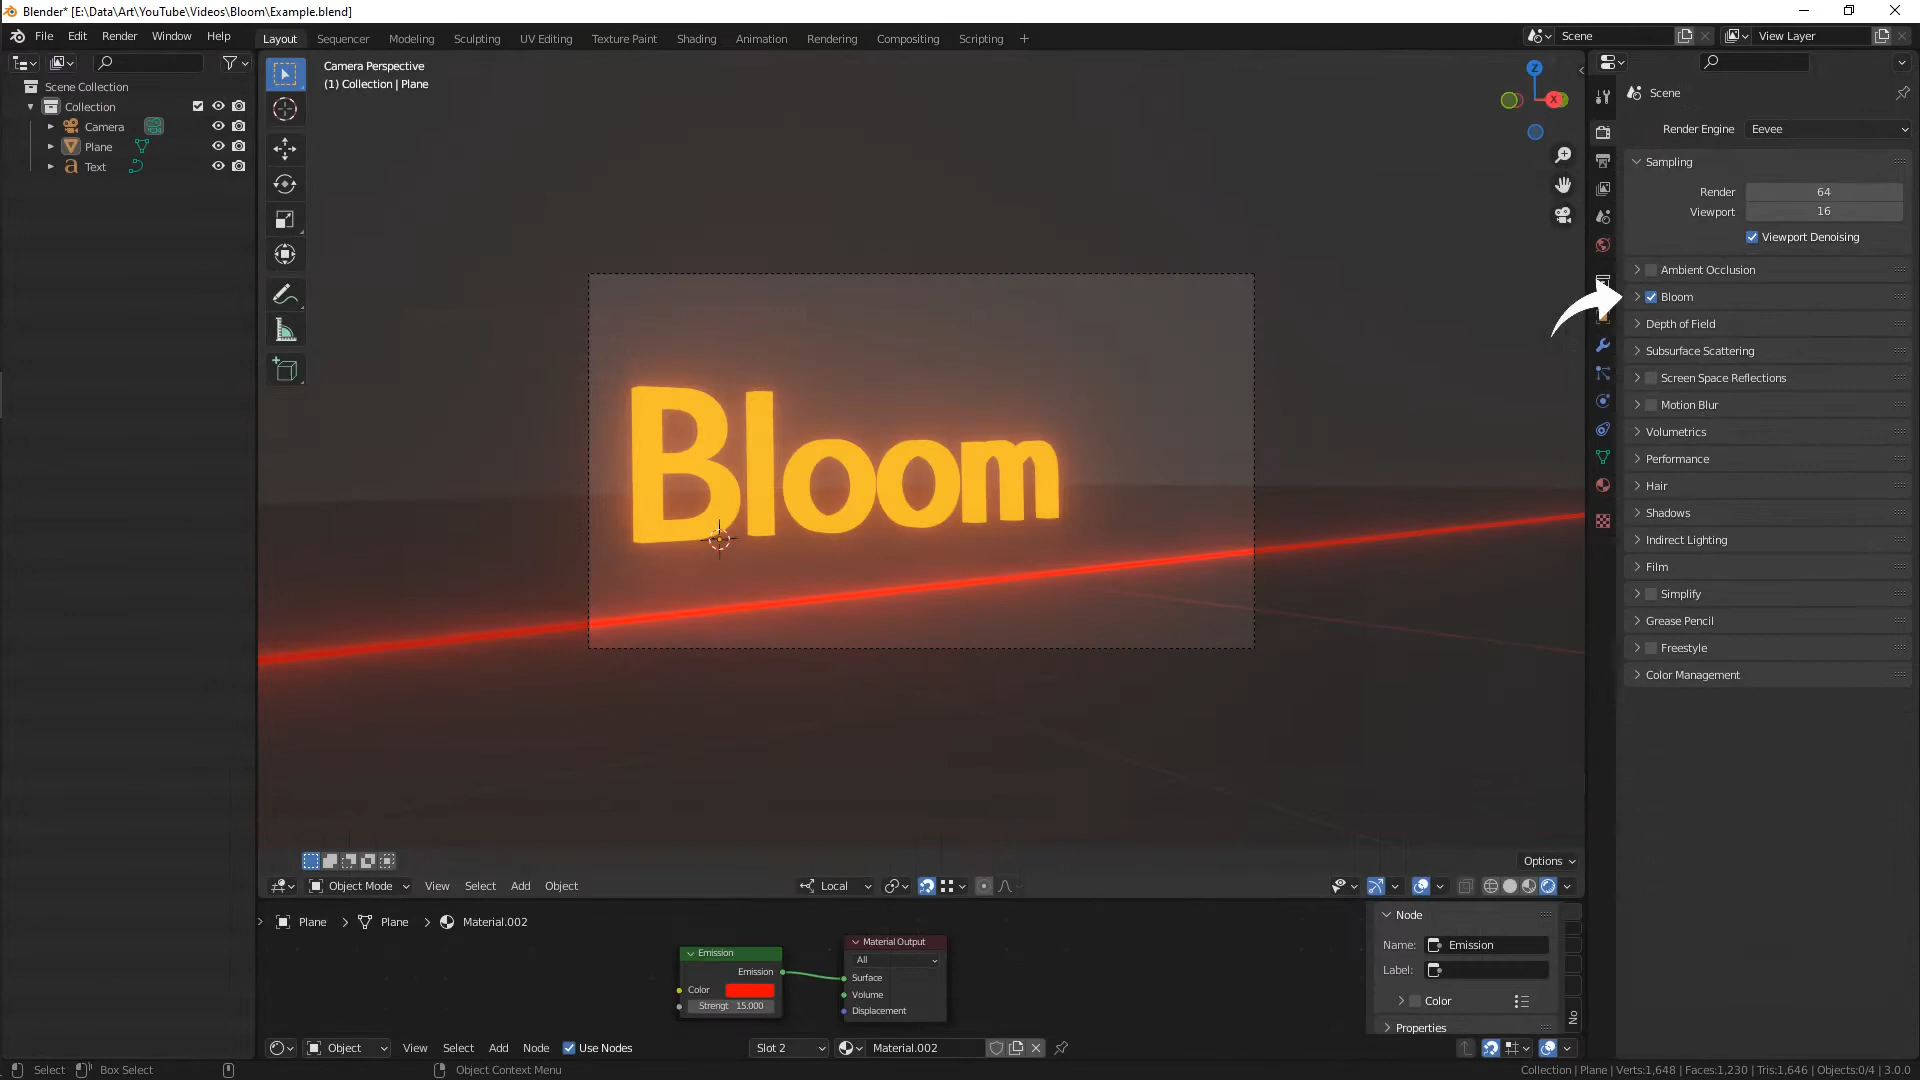 Blender* [E:\Data\Art\YouTube\Videos\Bloom\Example.blend]
File Edit Render Window Help
Layout Sequencer Modeling Sculpting UV Editing Texture Paint Shading Animation Rendering Compositing Scripting +
Scene
View Layer
Scene Collection
Collection
Camera
Plane
Text
Camera Perspective
(1) Collection | Plane
Z
X
Bloom
Options
Object Mode View Select Add Object
Local
Scene
Render Engine Eevee
Sampling
Render 64
Viewport 16
Viewport Denoising
Ambient Occlusion
Bloom
Depth of Field
Subsurface Scattering
Screen Space Reflections
Motion Blur
Volumetrics
Performance
Hair
Shadows
Indirect Lighting
Film
Simplify
Grease Pencil
Freestyle
Color Management
Plane Plane Material.002
Emission
Emission
Color
Strengt 15.000
Material Output
All
Surface
Volume
Displacement
Node
Name: Emission
Label:
Color
Properties
No
Object View Select Add Node Use Nodes
Slot 2
Material.002
Select Box Select Object Context Menu
Collection | Plane | Verts:1,648 | Faces:1,230 | Tris:1,646 | Objects:0/4 | 3.0.0